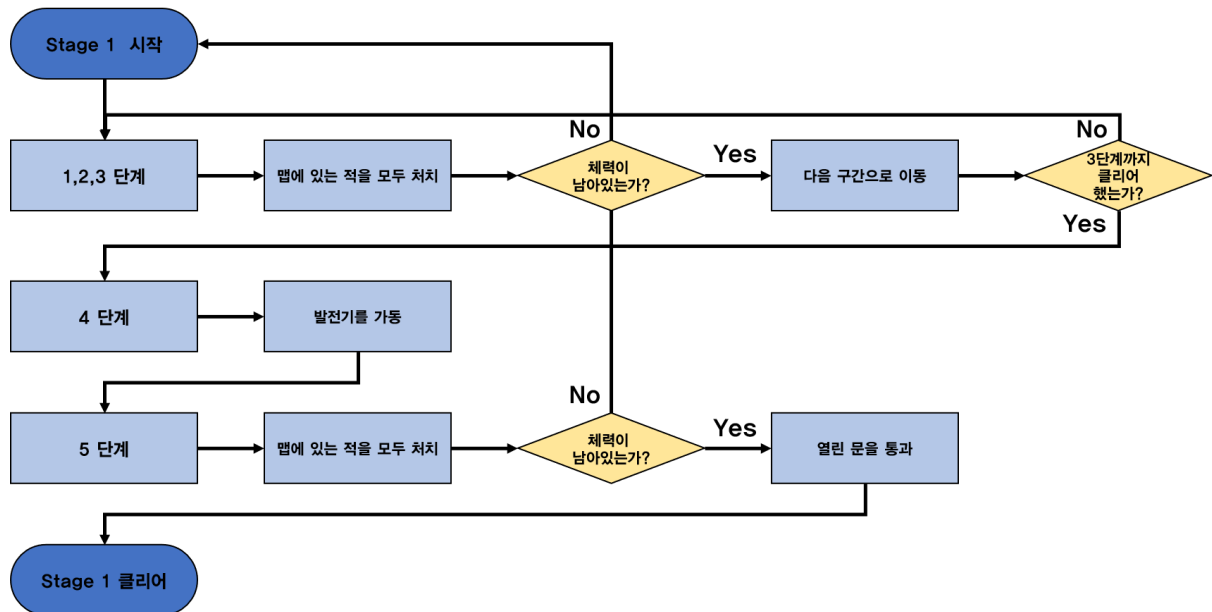 Stage 1 시작
No
No
1,2,3 단계
맵에 있는 적을 모두 처치
체력이
남아있는가?
Yes
다음 구간으로 이동
3단계까지
클리어
했는가?
Yes
4 단계
발전기를 가동
No
5 단계
맵에 있는 적을 모두 처치
체력이
남아있는가?
Yes
열린 문을 통과
Stage 1 클리어